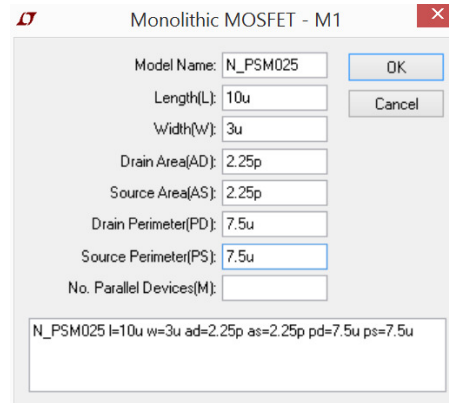 Monolithic MOSFET - M1
Model Name: N_PSM025
OK
Length(L): 10u
Cancel
Width(W): 3u
Drain Area(AD): 2.25p
Source Area(AS): 2.25p
Drain Perimeter(PD): 7.5u
Source Perimeter(PS): 7.5u
No. Parallel Devices(M):
N_PSM025 l=10u w=3u ad=2.25p as=2.25p pd=7.5u ps=7.5u